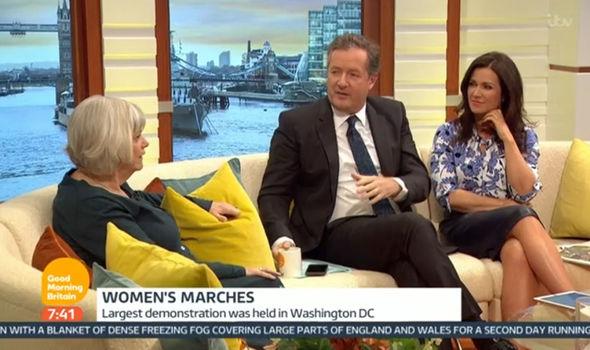 itv
Good
Morning
Britain
7:41
WOMEN'S MARCHES
Largest demonstration was held in Washington DC
N WITH A BLANKET OF DENSE FREEZING FOG COVERING LARGE PARTS OF ENGLAND AND WALES FOR A SECOND DAY RUNNING